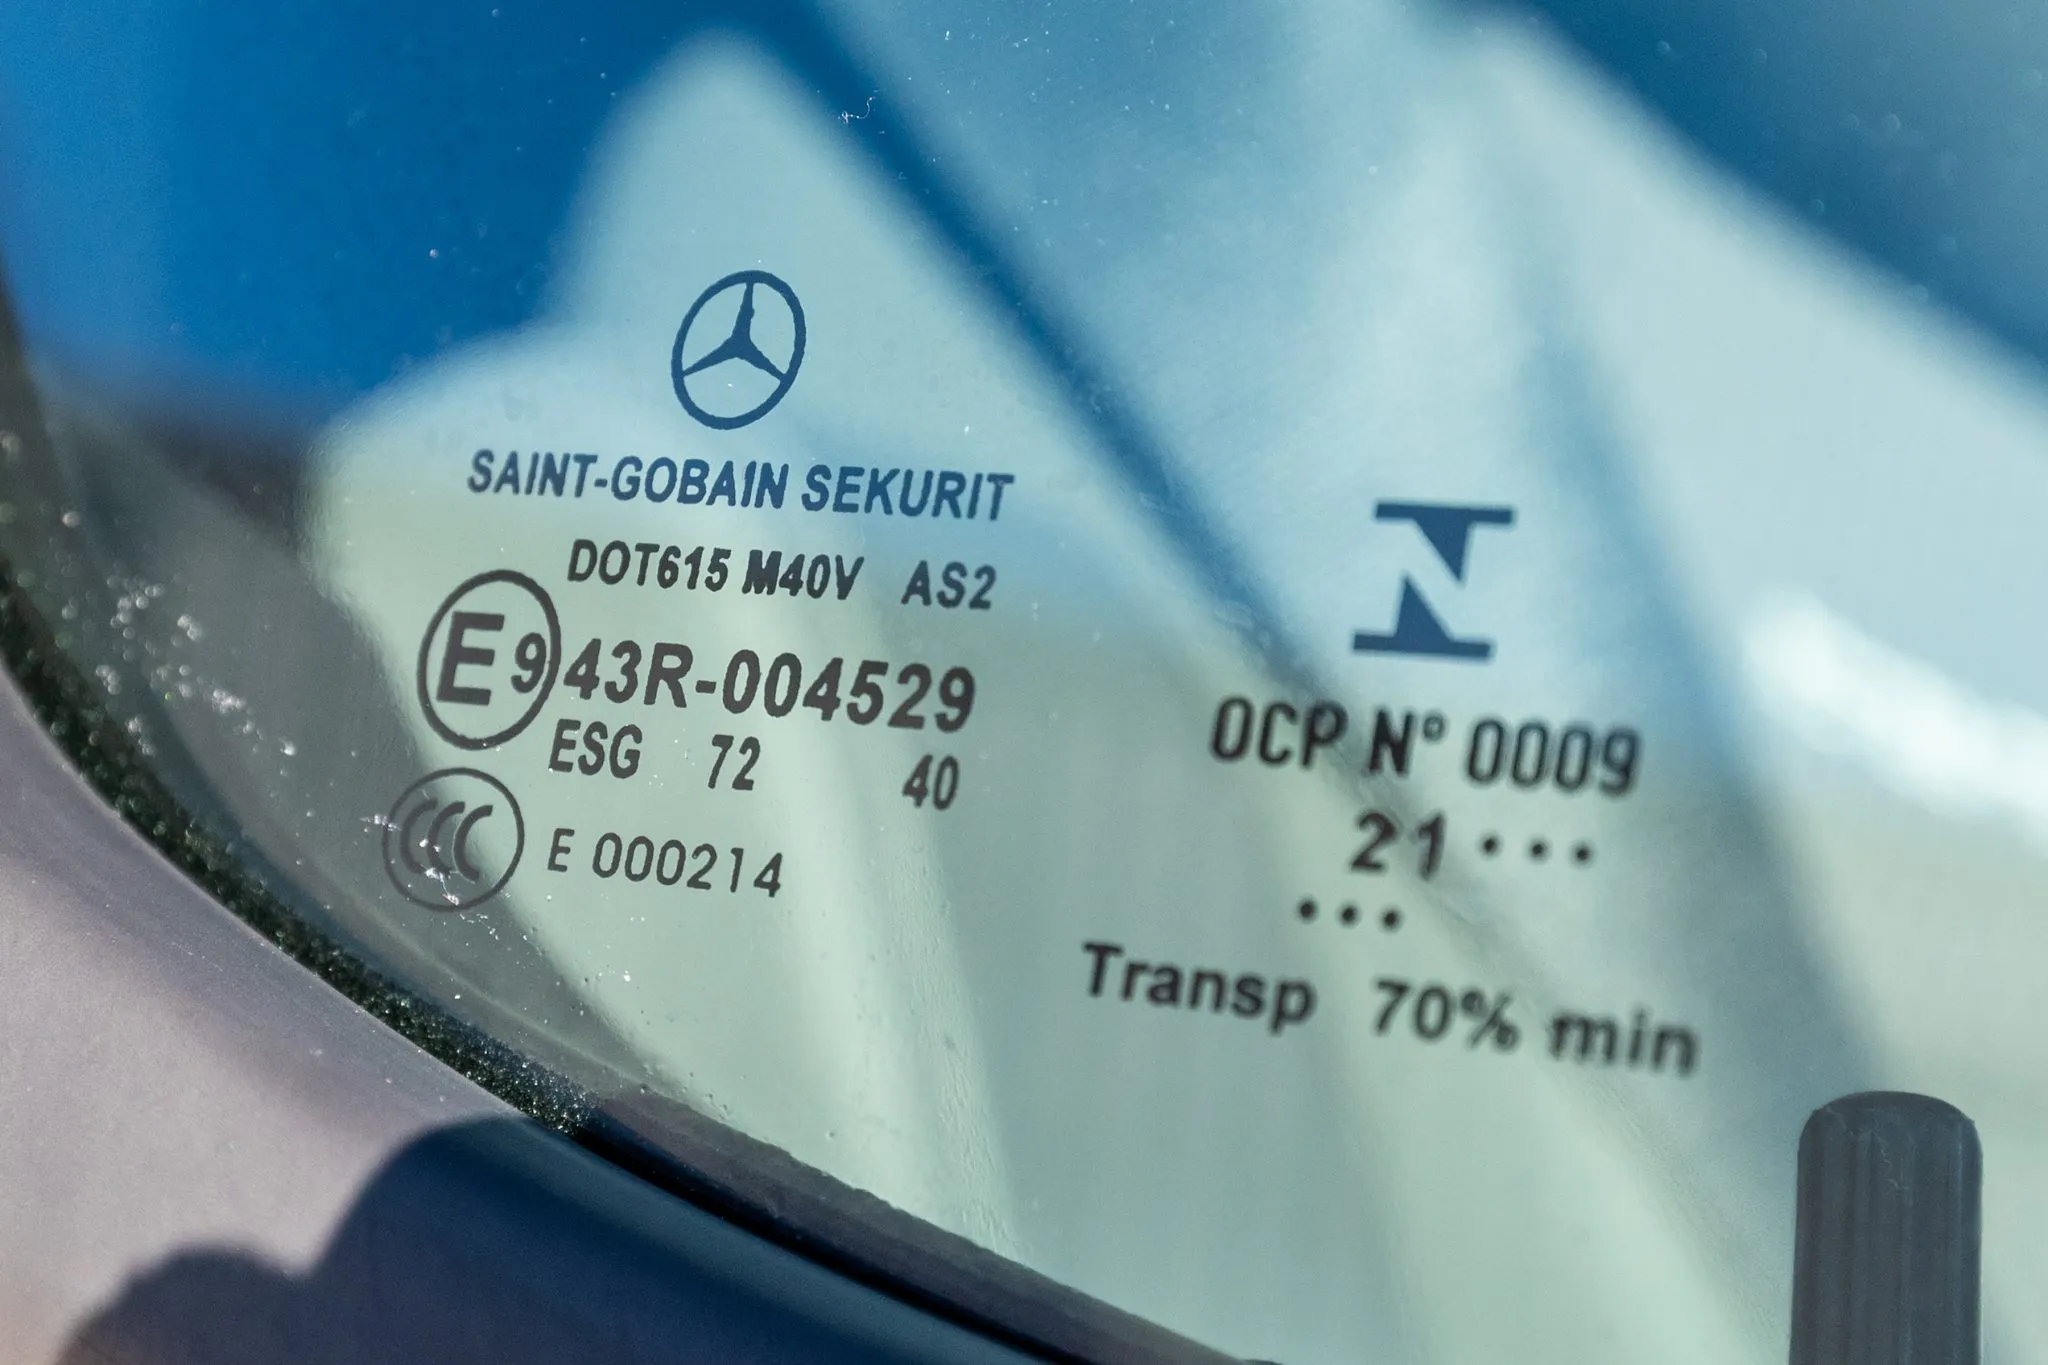 SAINT-GOBAIN SEKURIT
DOT615 M40V AS2
E9 43R-004529
ESG 72 40
CCC E 000214
OCP Nº 0009
21 • • •
• • •
Transp 70% min